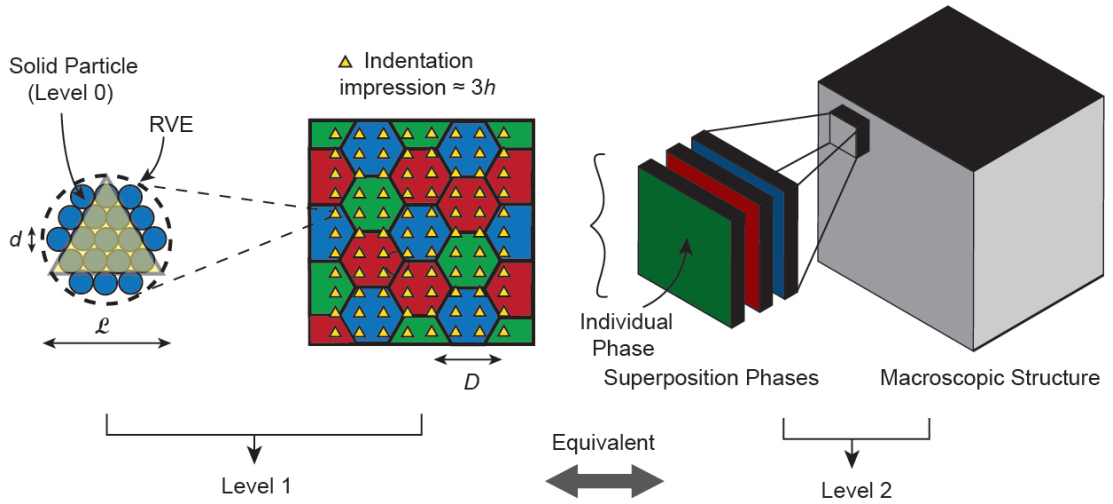 Solid Particle
(Level 0)
RVE
d
ℒ
Indentation
impression ≈ 3h
D
Individual
Phase
Superposition Phases
Macroscopic Structure
Level 1
Equivalent
Level 2